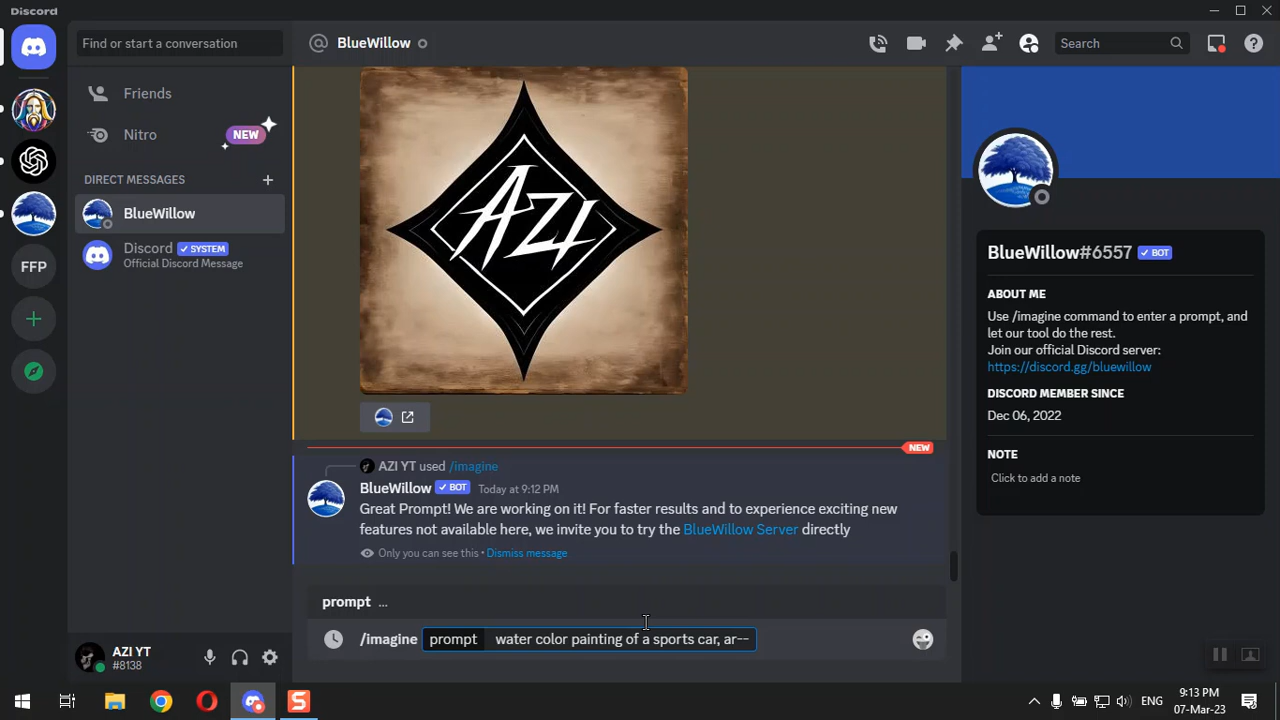 Discord
Find or start a conversation
Friends
Nitro
NEW
DIRECT MESSAGES
BlueWillow
Discord
SYSTEM
Official Discord Message
FFP
AZI YT
#8138
BlueWillow
Search
AZI
NEW
AZI YT used /imagine
BlueWillow BOT Today at 9:12 PM
Great Prompt! We are working on it! For faster results and to experience exciting new
features not available here, we invite you to try the BlueWillow Server directly
Only you can see this • Dismiss message
prompt ...
/imagine prompt water color painting of a sports car, ar--
BlueWillow#6557 BOT
ABOUT ME
Use /imagine command to enter a prompt, and
let our tool do the rest.
Join our official Discord server:
https://discord.gg/bluewillow
DISCORD MEMBER SINCE
Dec 06, 2022
NOTE
Click to add a note
ENG
9:13 PM
07-Mar-23